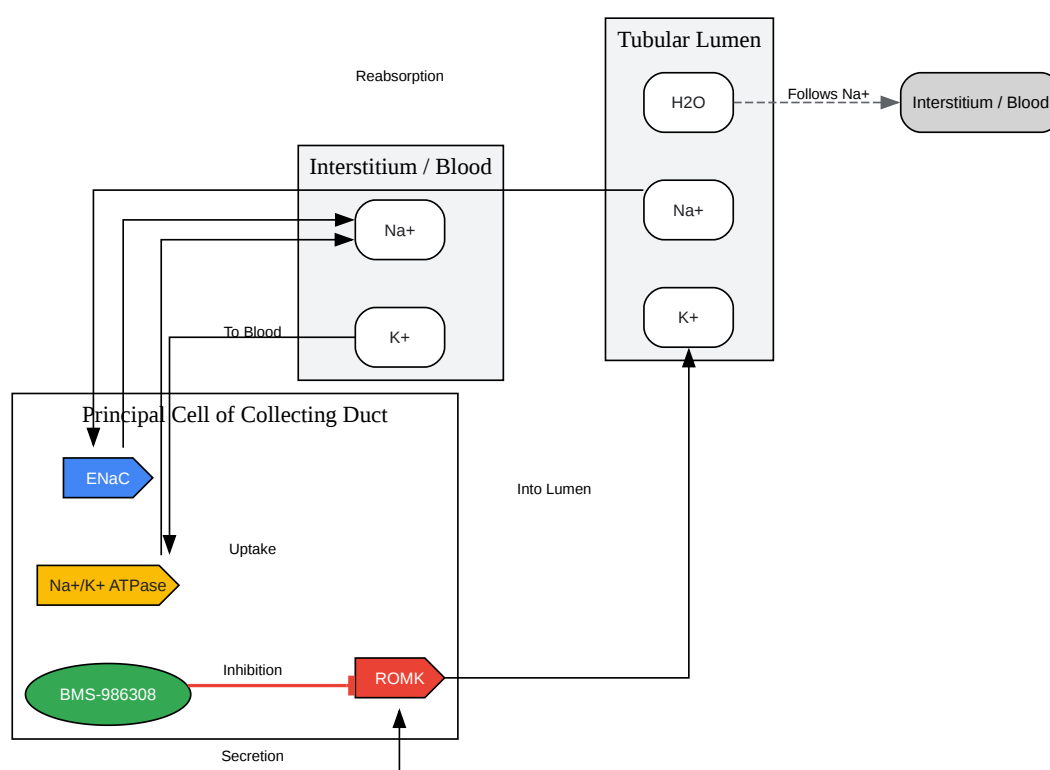 Tubular Lumen
Reabsorption
H2O
Follows Na+
Interstitium / Blood
Interstitium / Blood
Na+
Na+
K+
To Blood
K+
Principal Cell of Collecting Duct
ENaC
Into Lumen
Uptake
Na+/K+ ATPase
Inhibition
ROMK
BMS-986308
Secretion